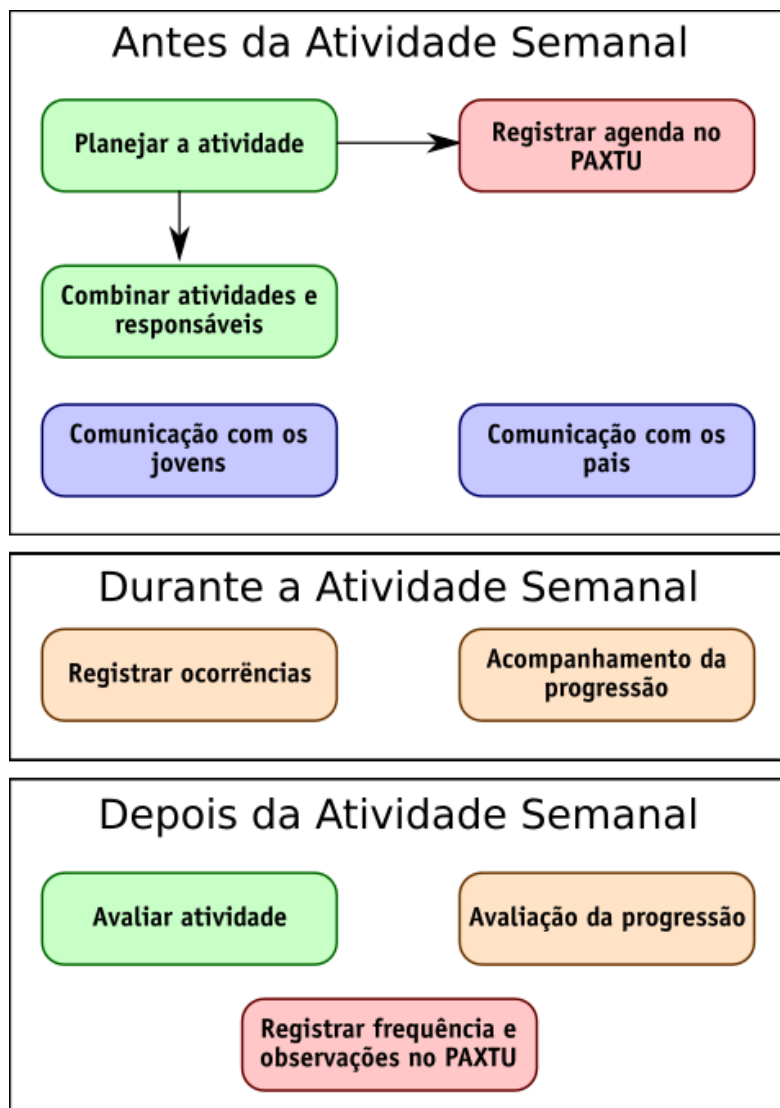 Antes da Atividade Semanal
Planejar a atividade
Registrar agenda no
PAXTU
Combinar atividades e
responsáveis
Comunicação com os
jovens
Comunicação com os
pais
Durante a Atividade Semanal
Registrar ocorrëncias
Acompanhamento da
progressão
Depois da Atividade Semanal
Avaliar atividade
Avaliação da progressão
Registrar frequência e
observações no PAXTU